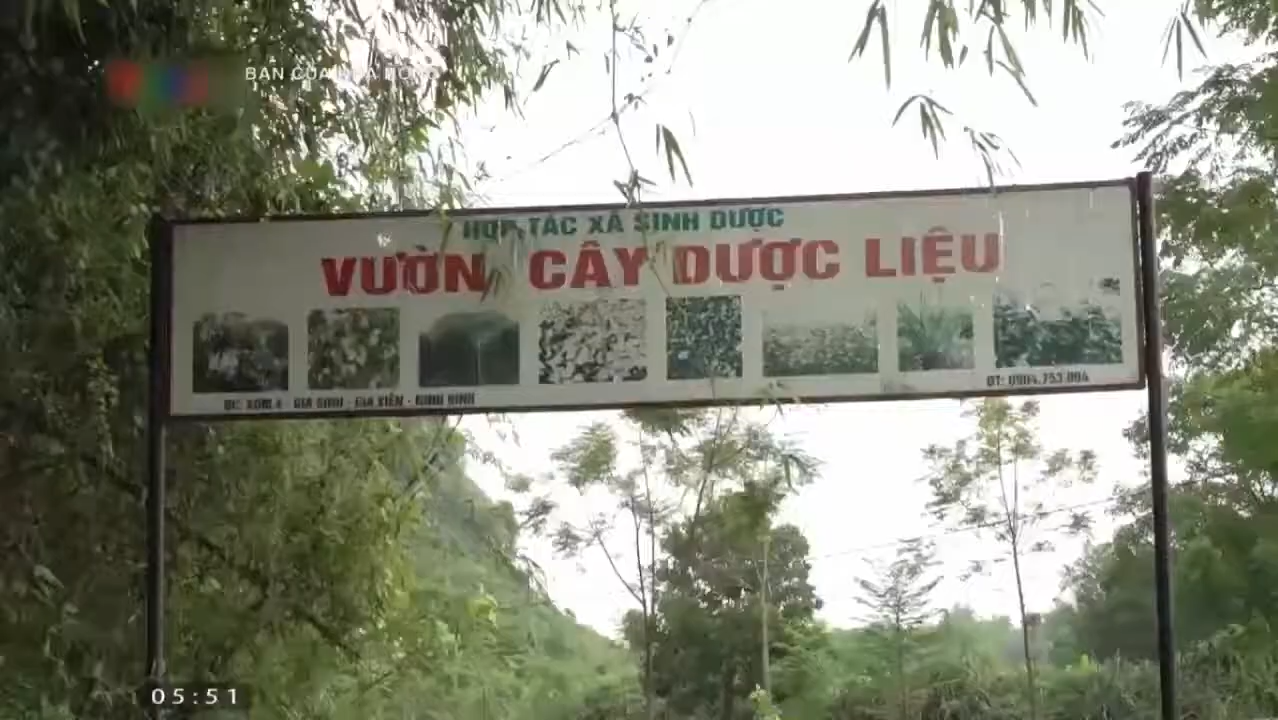 BẠN CỦA NHÀ NÔNG
HỢP TÁC XÃ SINH DƯỢC
VƯỜN CÂY DƯỢC LIỆU
ĐC: XÓM 4 - GIA SINH - GIA VIỄN - NINH BÌNH
ĐT: 0904.753.004
05:51